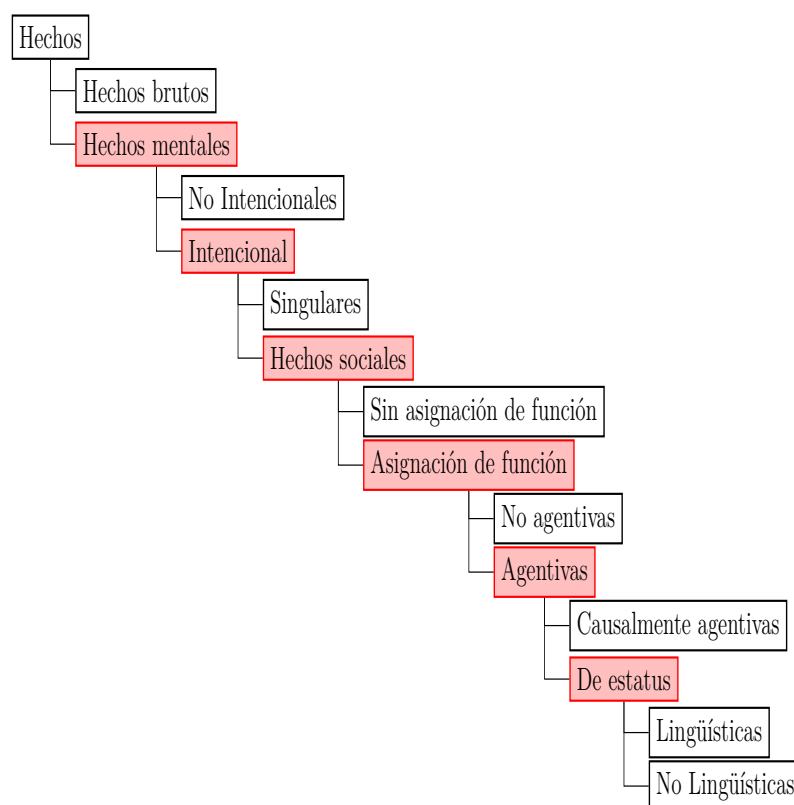 Hechos
Hechos brutos
Hechos mentales
No Intencionales
Intencional
Singulares
Hechos sociales
Sin asignación de función
Asignación de función
No agentivas
Agentivas
Causalmente agentivas
De estatus
Lingüísticas
No Lingüísticas